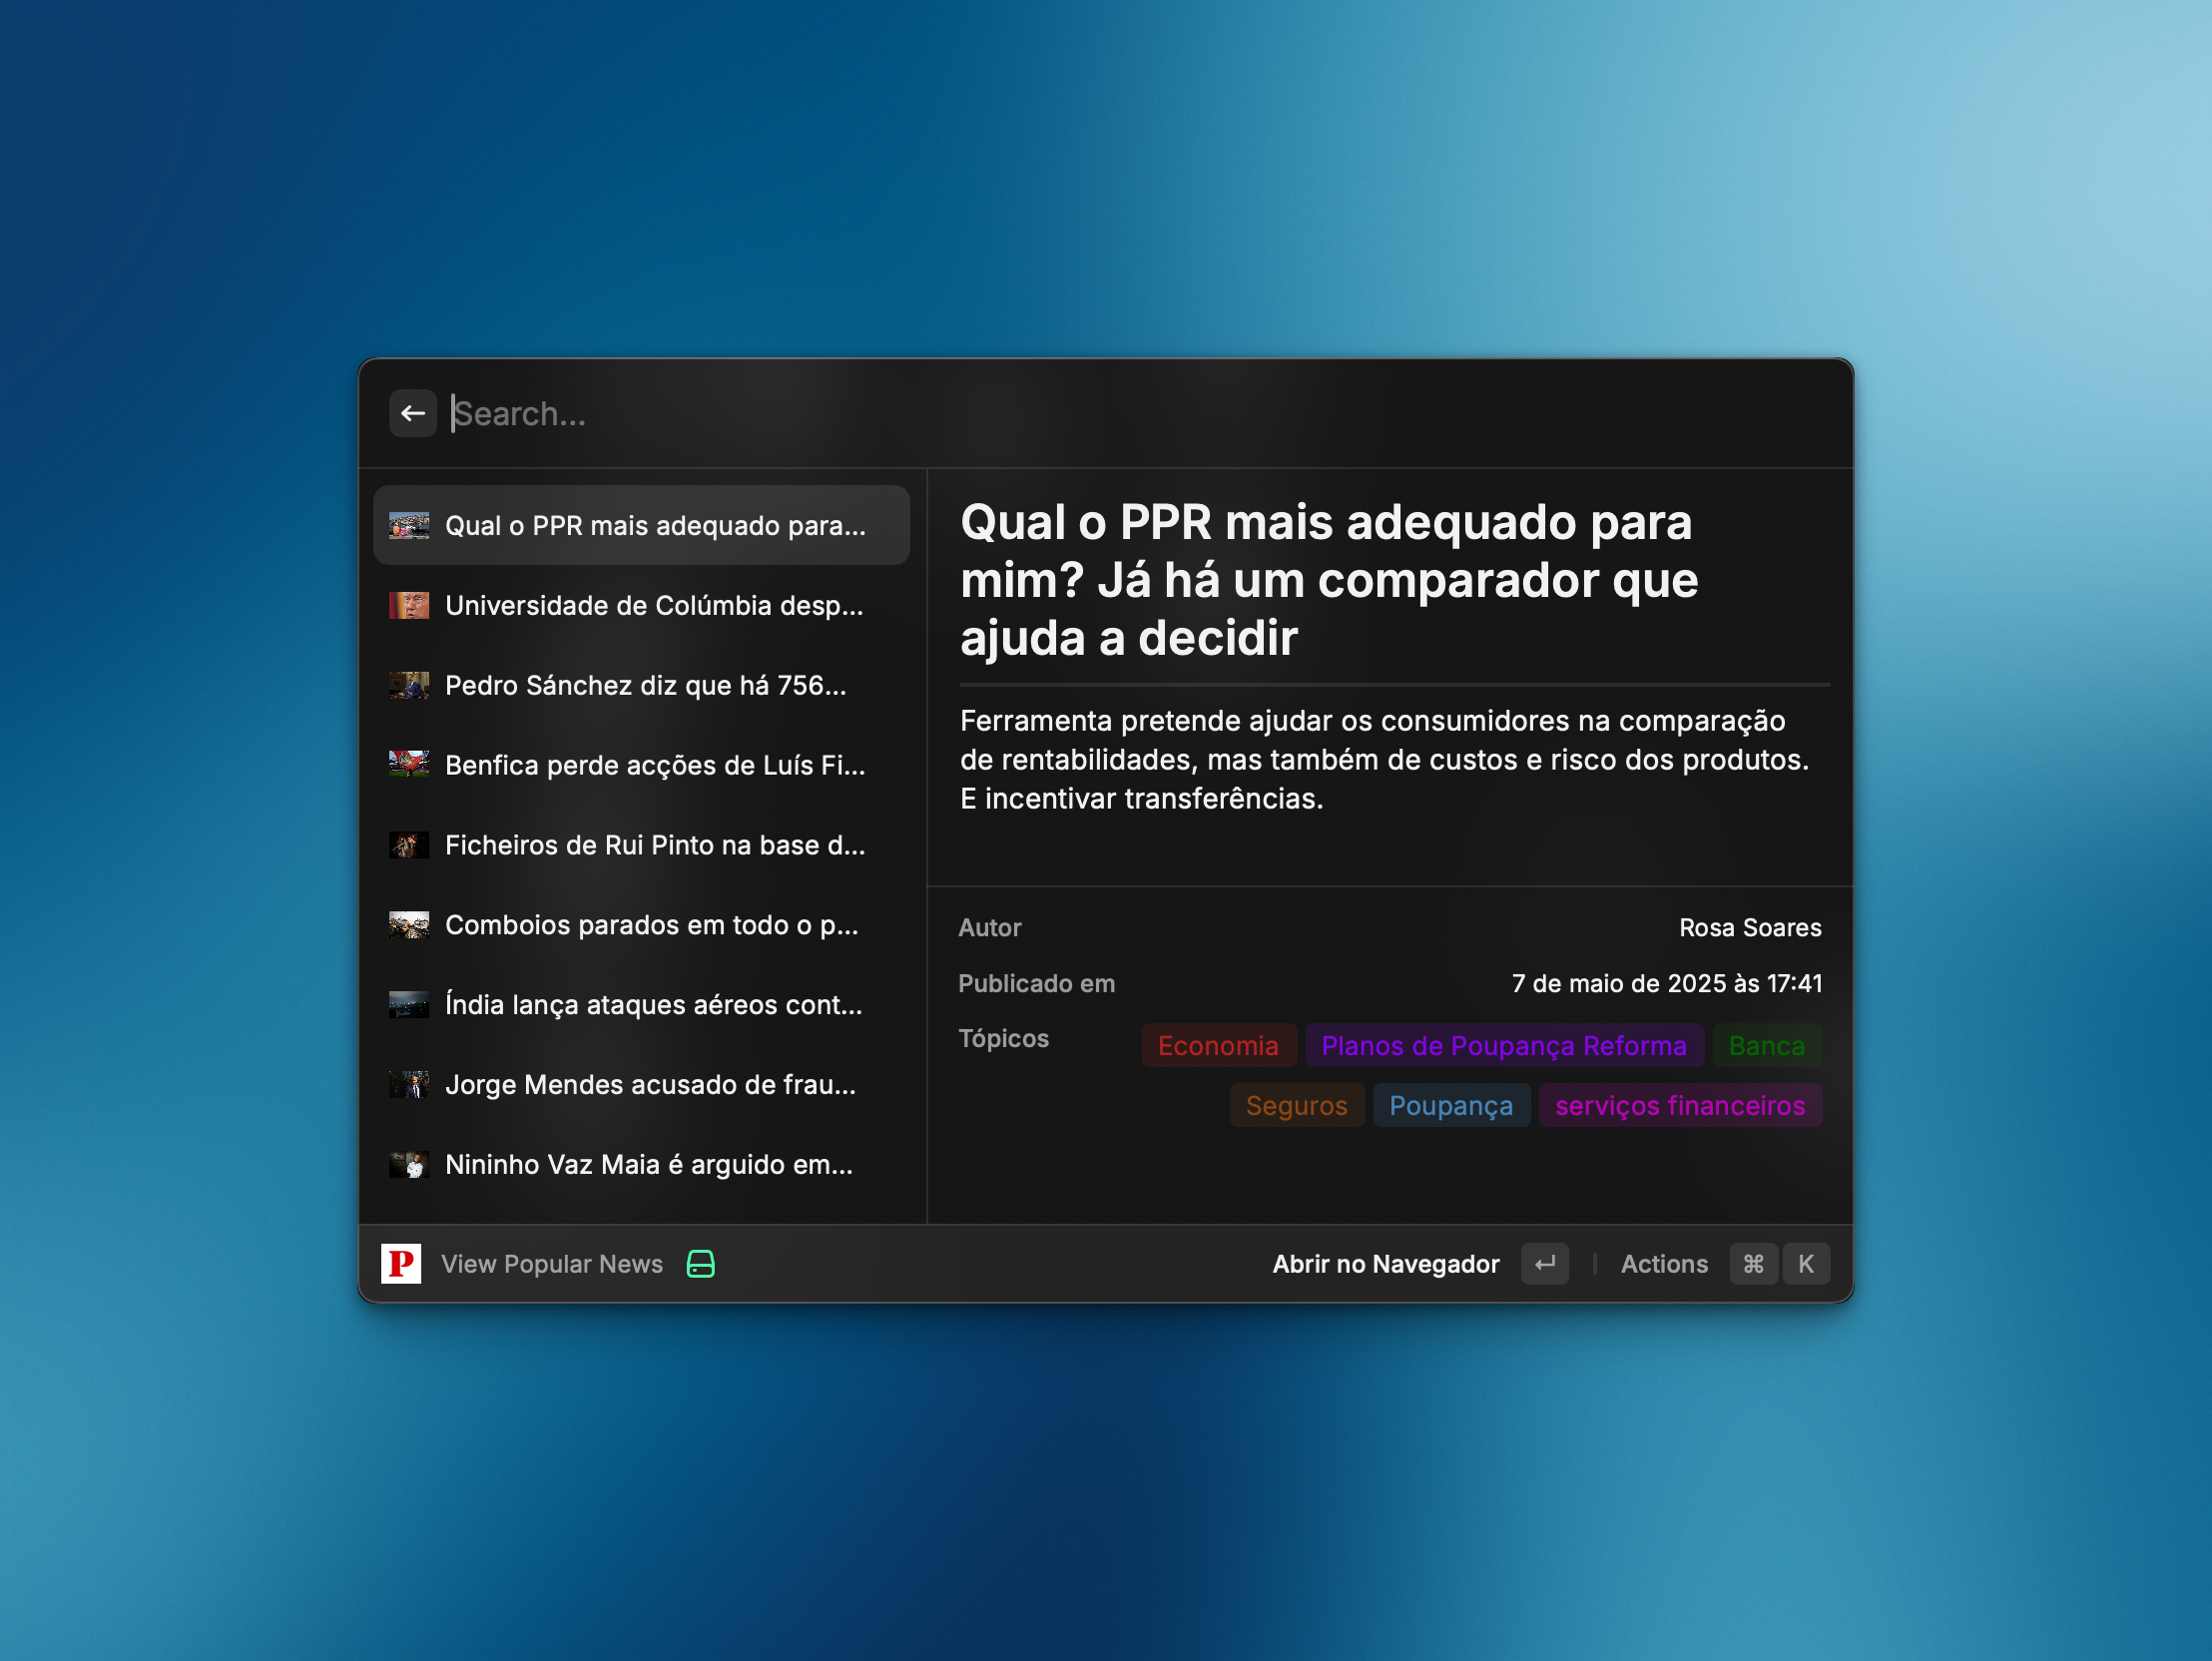 Search...
Qual o PPR mais adequado para...
Universidade de Colúmbia desp...
Pedro Sánchez diz que há 756...
Benfica perde acções de Luís Fi...
Ficheiros de Rui Pinto na base d...
Comboios parados em todo o p...
Índia lança ataques aéreos cont...
Jorge Mendes acusado de frau...
Nininho Vaz Maia é arguido em...
Qual o PPR mais adequado para
mim? Já há um comparador que
ajuda a decidir
Ferramenta pretende ajudar os consumidores na comparação
de rentabilidades, mas também de custos e risco dos produtos.
E incentivar transferências.
Autor Rosa Soares
Publicado em 7 de maio de 2025 às 17:41
Tópicos Economia Planos de Poupança Reforma Banca
Seguros Poupança serviços financeiros
P View Popular News Abrir no Navegador ↵ Actions ⌘ K